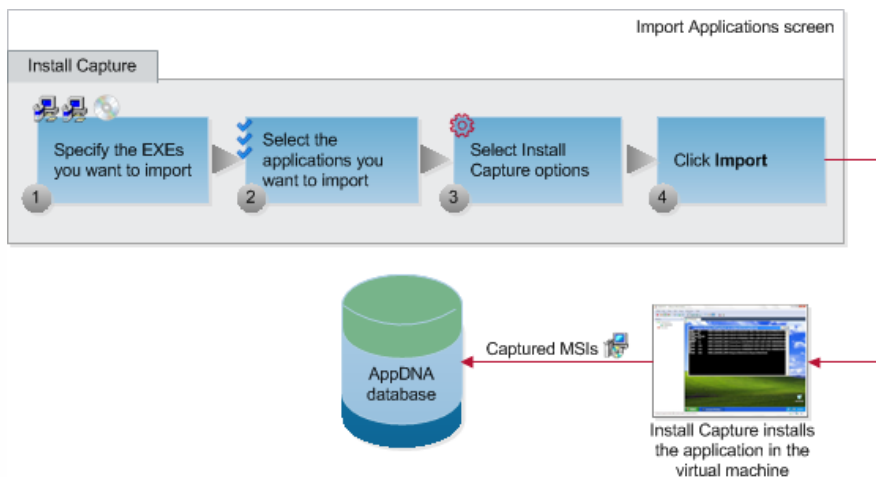 Import Applications screen
Install Capture
Specify the EXEs
you want to import
1
Select the
applications you
want to import
2
Select Install
Capture options
3
Click Import
4
Captured MSIs
AppDNA
database
Install Capture installs
the application in the
virtual machine